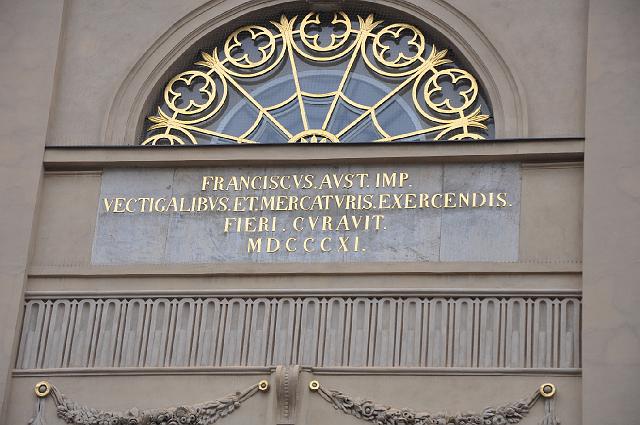 FRANCISCVS. AVST. IMP.
VECTIGALIBVS. ET. MERCATVRIS. EXERCENDIS.
FIERI. CVRAVIT.
MDCCCXI.